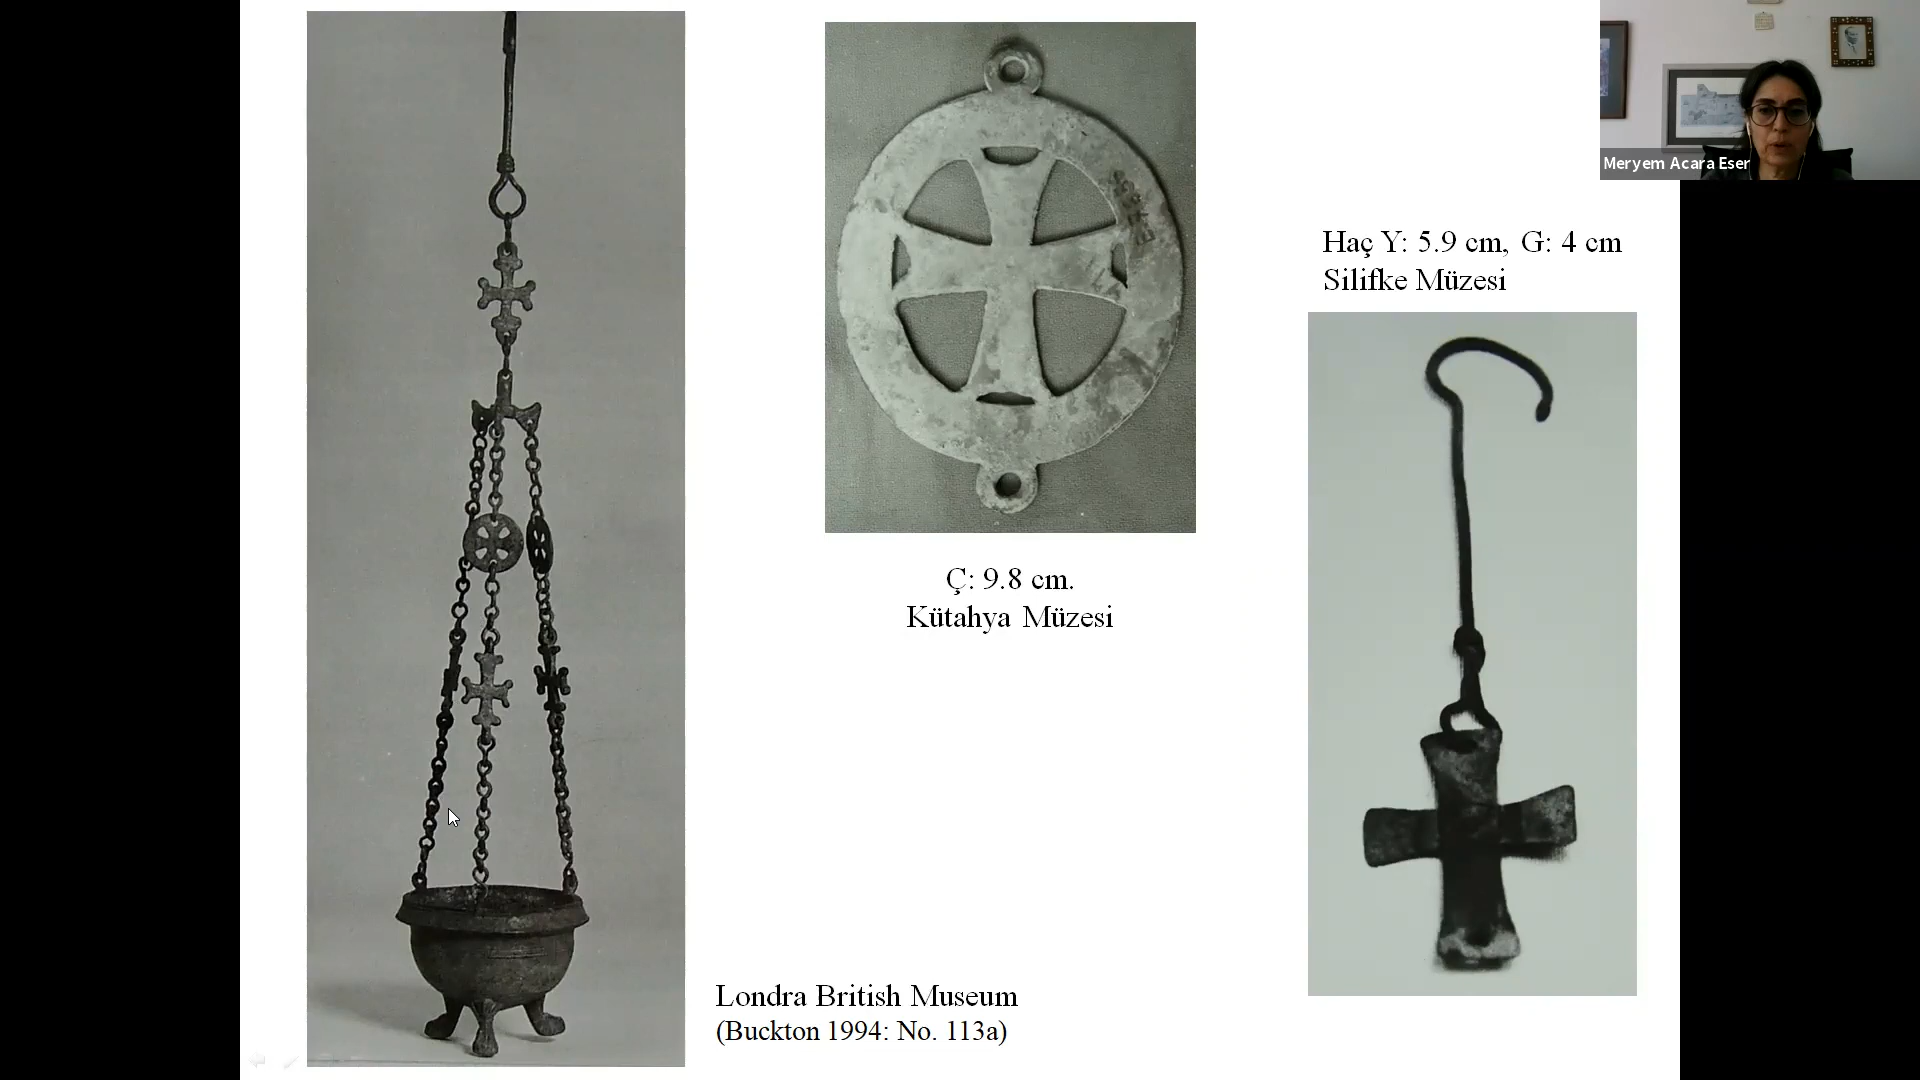 Meryem Acara Eser
Haç Y: 5.9 cm, G: 4 cm
Silifke Müzesi
Ç: 9.8 cm.
Kütahya Müzesi
Londra British Museum
(Buckton 1994: No. 113a)